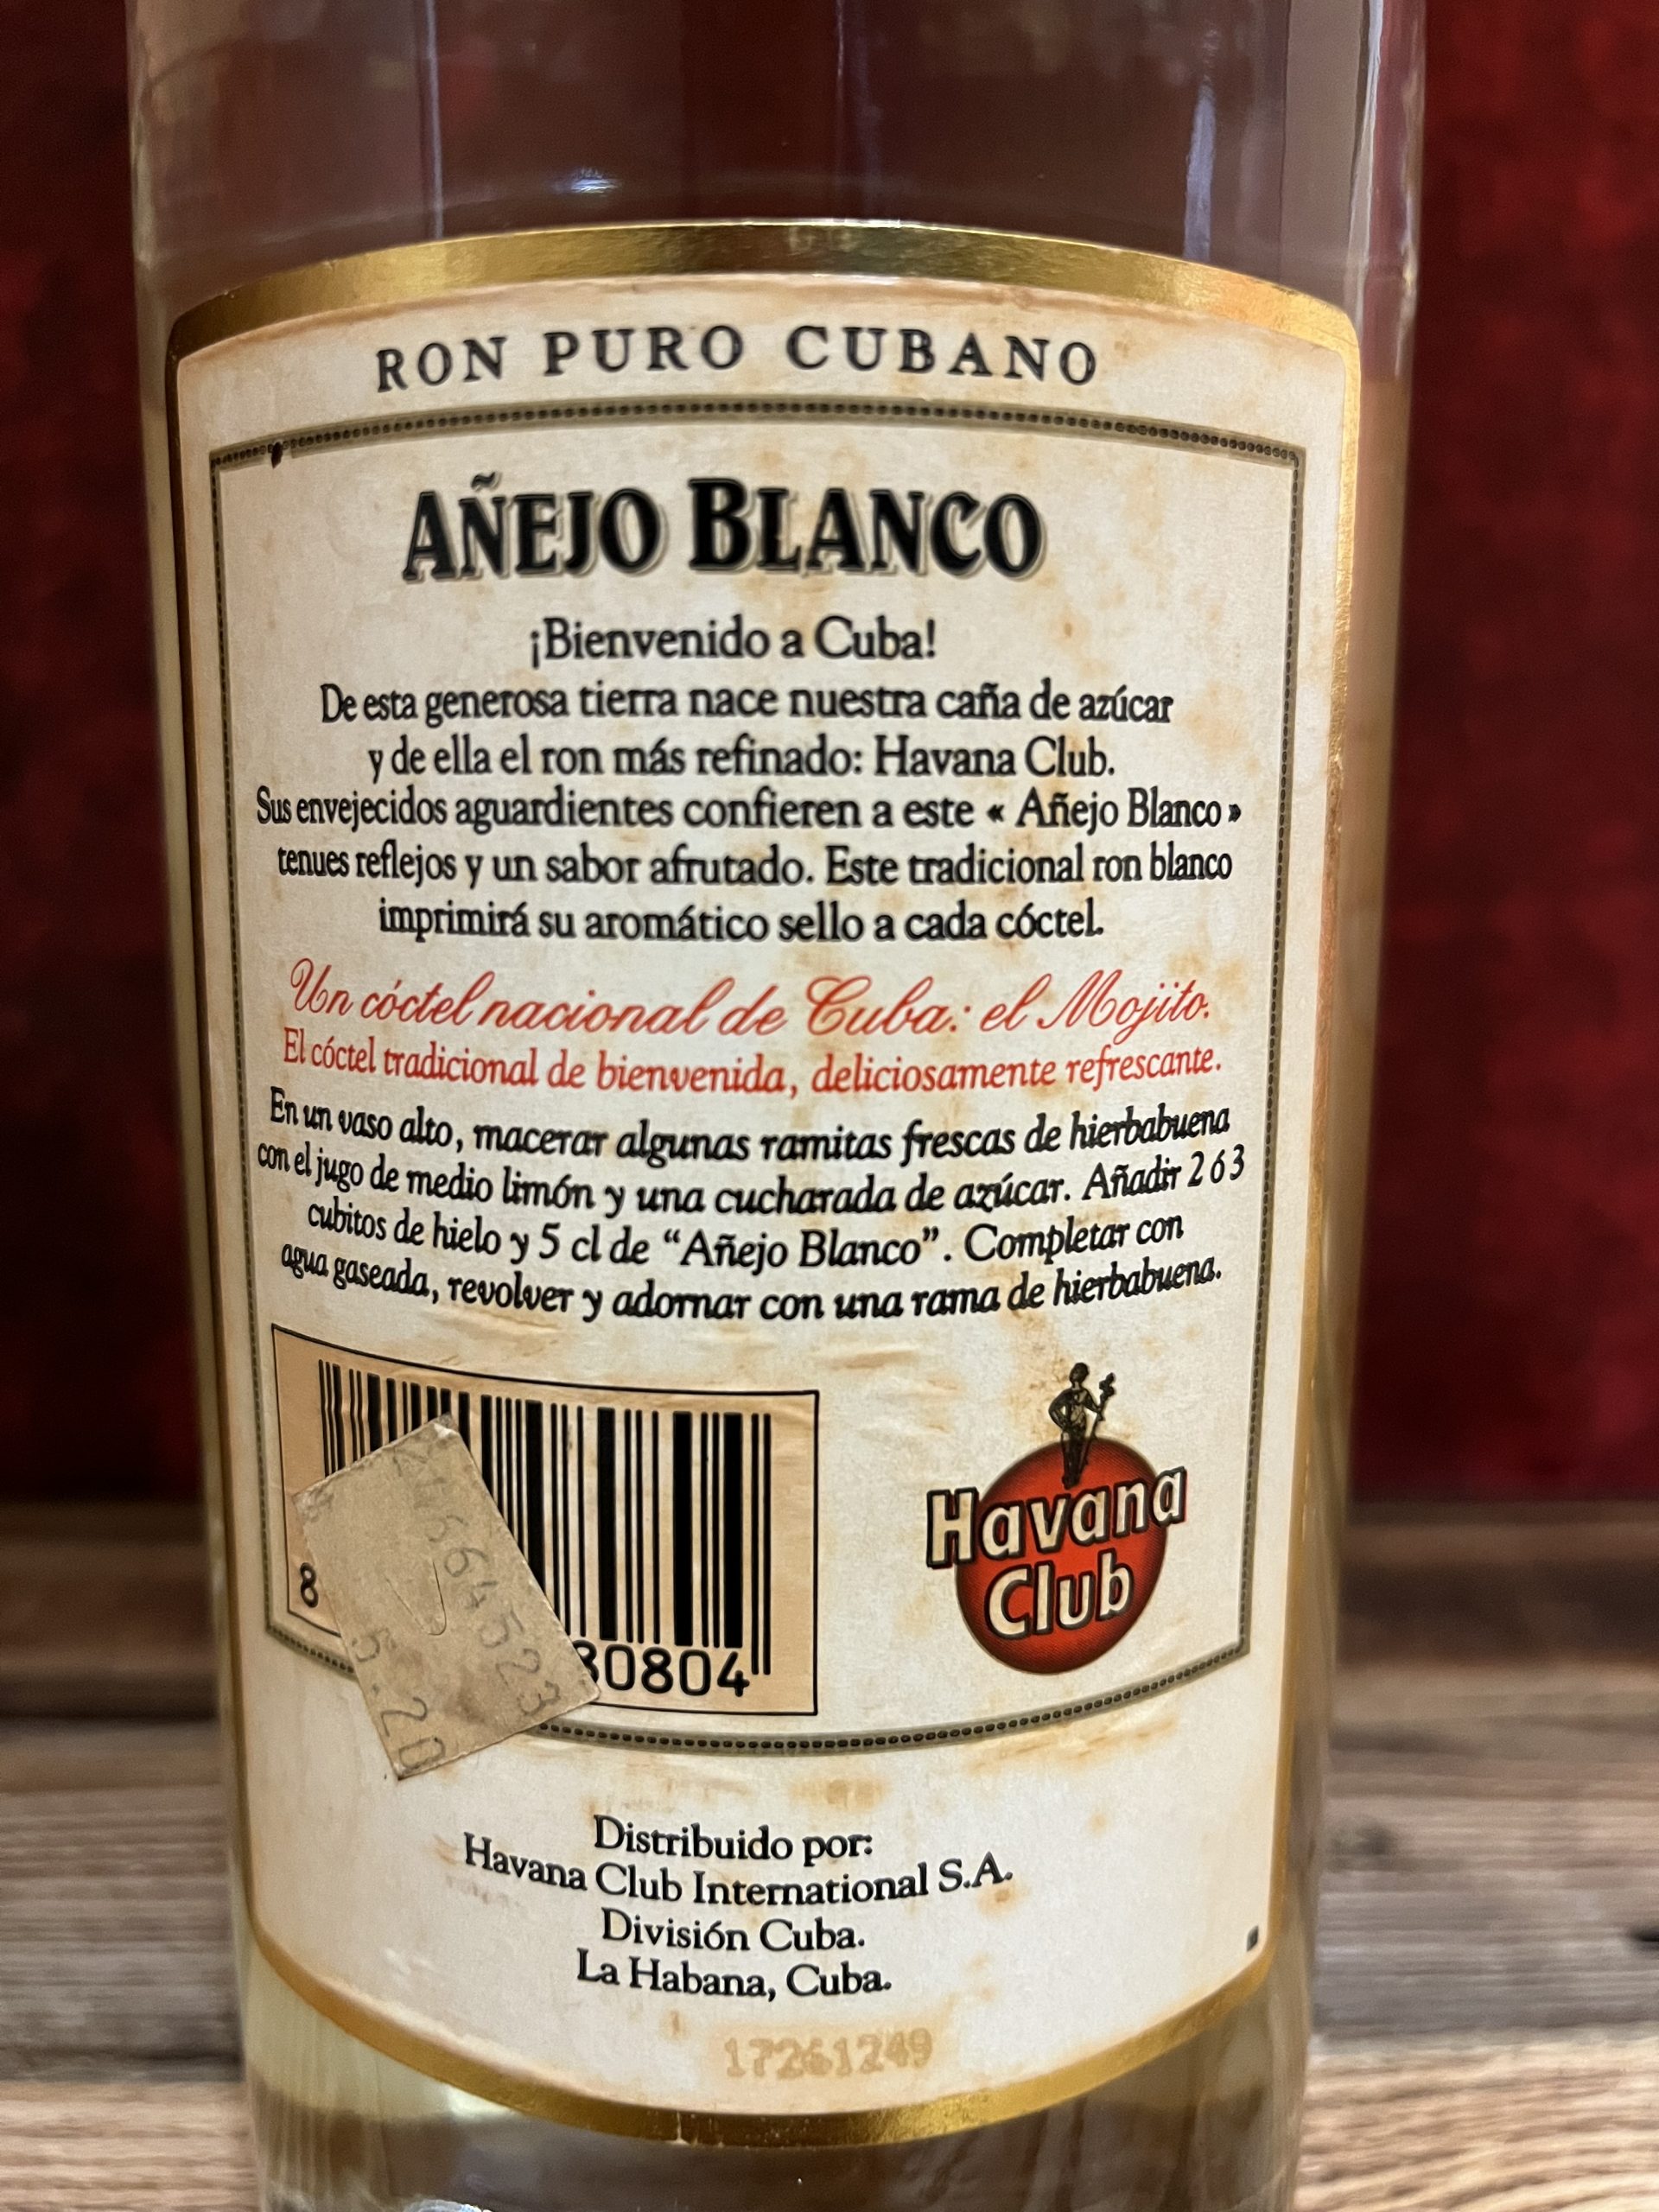 RON PURO CUBANO
AÑEJO BLANCO
¡Bienvenido a Cuba!
De esta generosa tierra nace nuestra caña de azúcar
y de ella el ron más refinado: Havana Club.
Sus envejecidos aguardientes confieren a este « Añejo Blanco »
tenues reflejos y un sabor afrutado. Este tradicional ron blanco
imprimirá su aromático sello a cada cóctel.
Un cóctel nacional de Cuba: el Mojito.
El cóctel tradicional de bienvenida, deliciosamente refrescante.
En un vaso alto, macerar algunas ramitas frescas de hierbabuena
con el jugo de medio limón y una cucharada de azúcar. Añadir 2 ó 3
cubitos de hielo y 5 cl de “Añejo Blanco”. Completar con
agua gaseada, revolver y adornar con una rama de hierbabuena.
8
30804
5.20
Havana
Club
Distribuido por:
Havana Club International S.A.
División Cuba.
La Habana, Cuba.
17261249